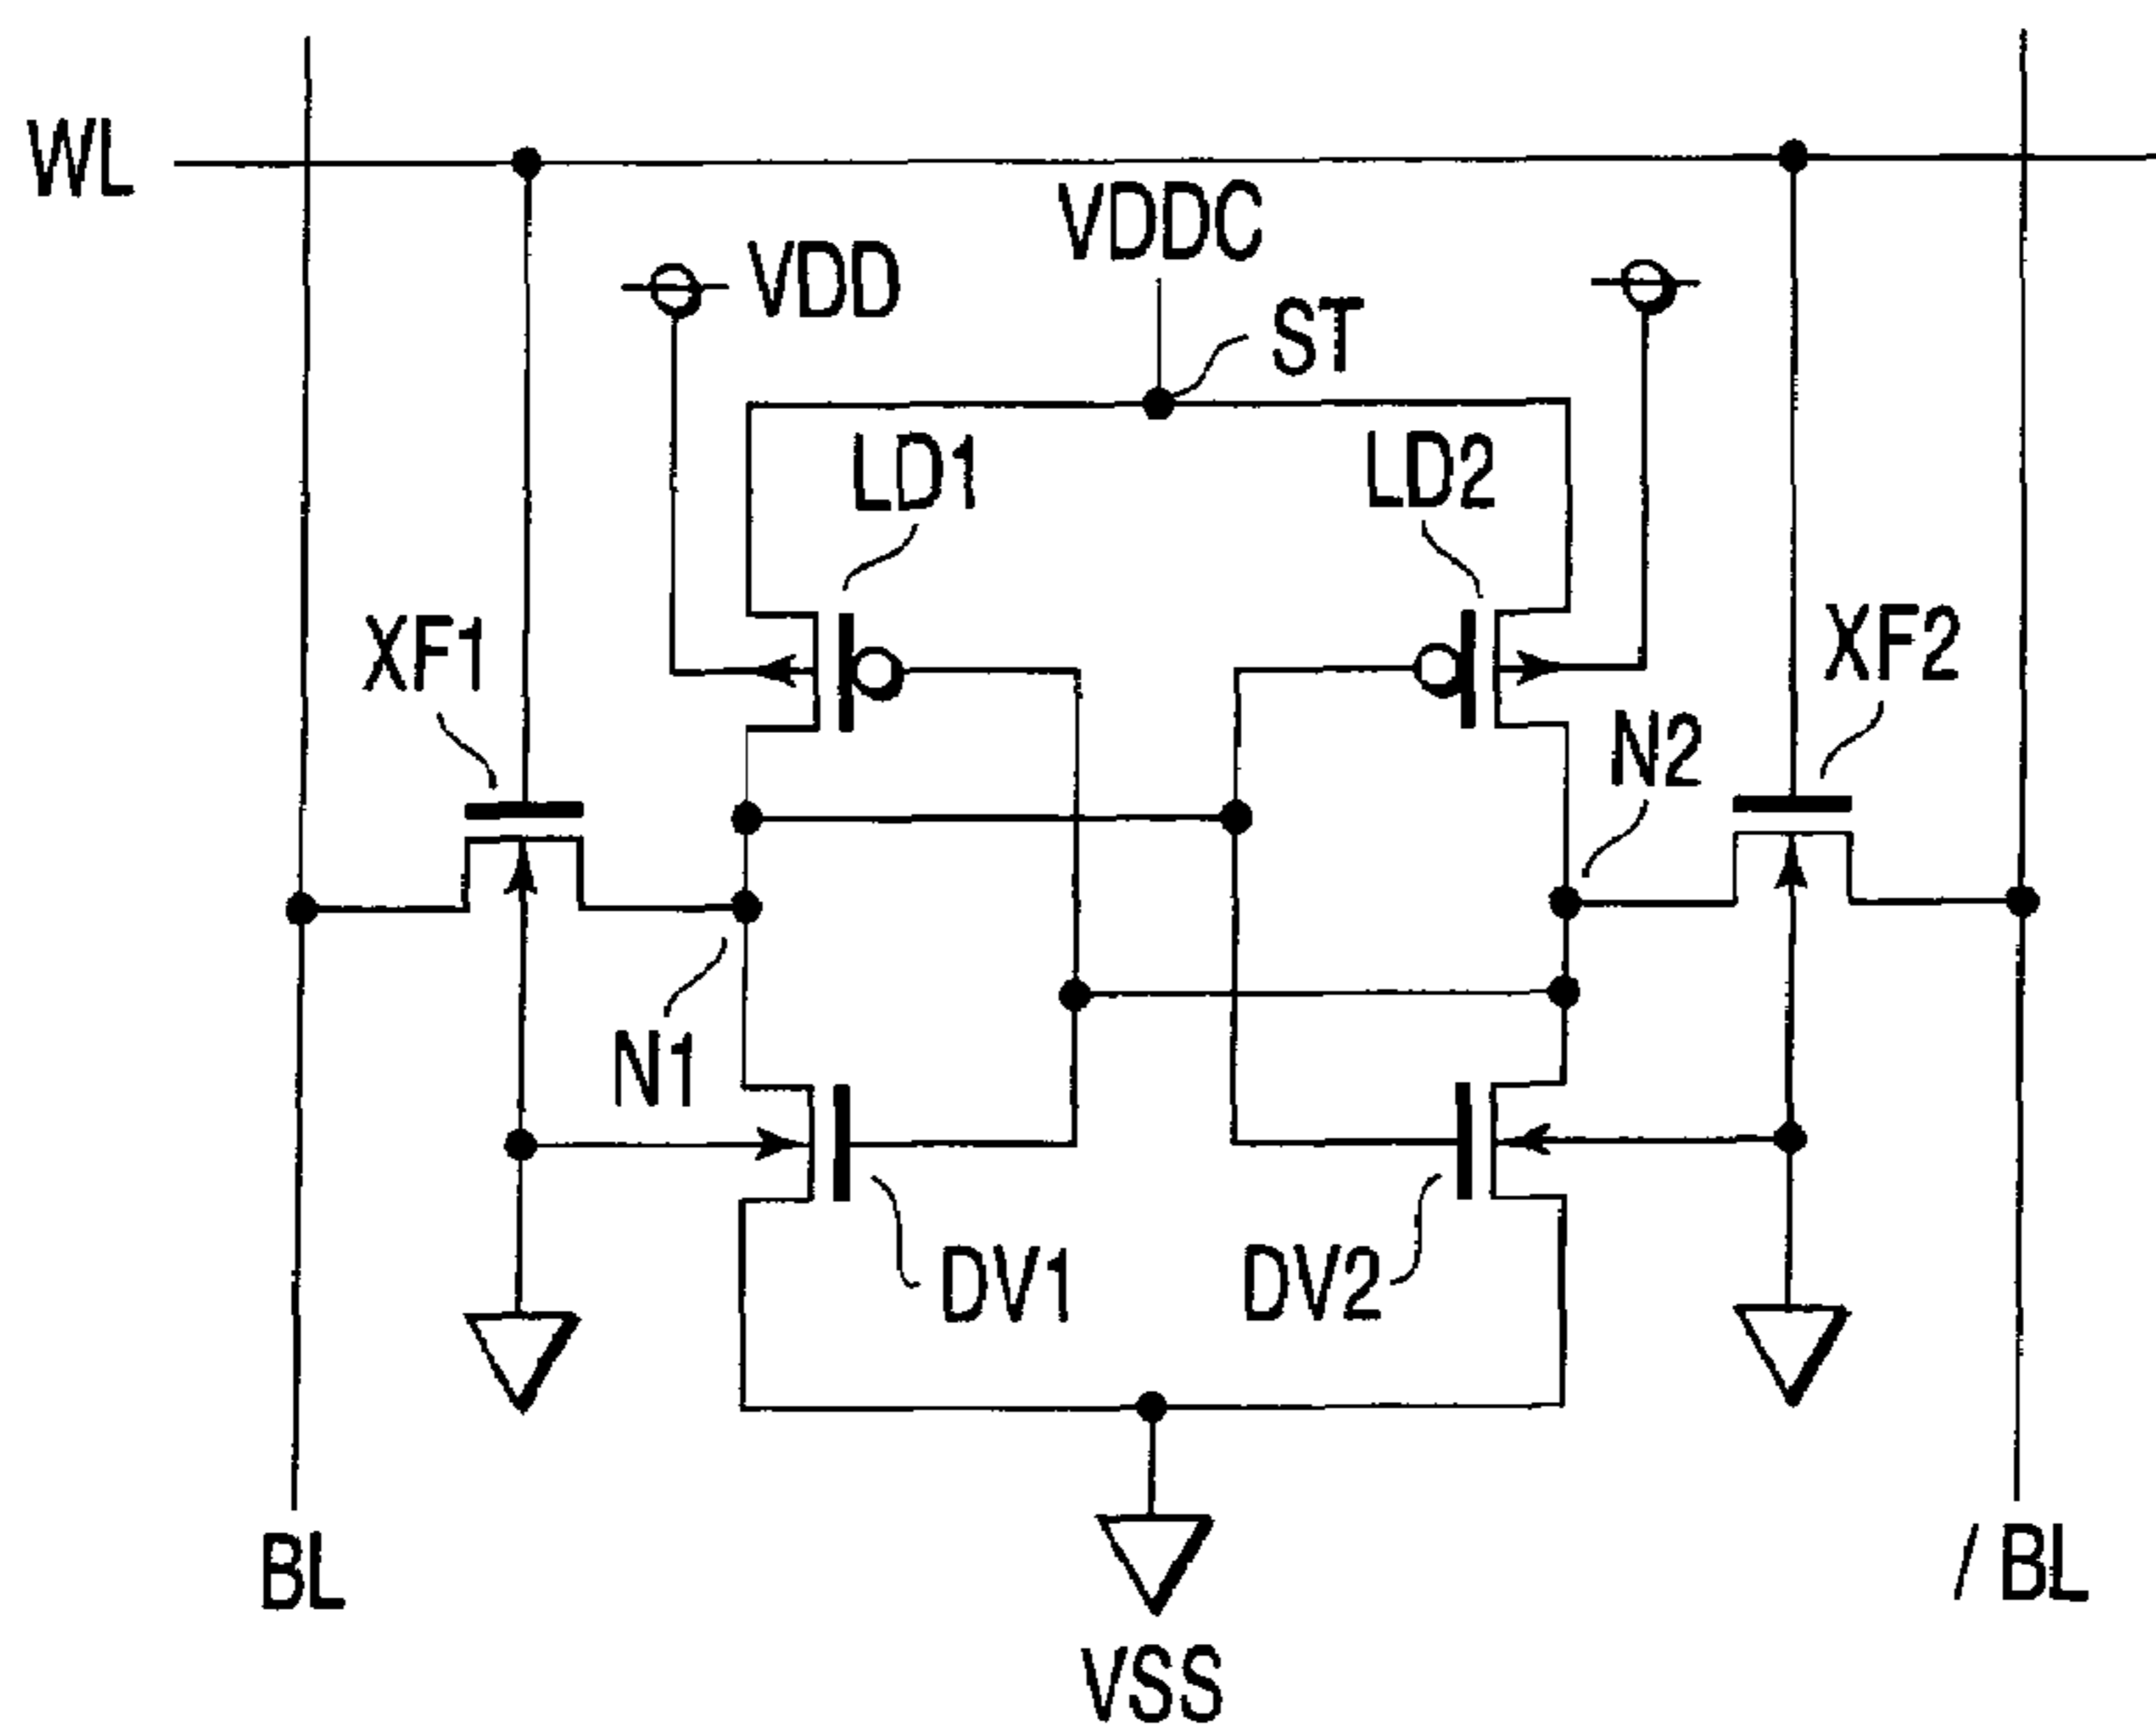 WL
VDDC
VDD
ST
LD1
LD2
XF1
XF2
N2
N1
DV1
DV2
BL
/ BL
VSS